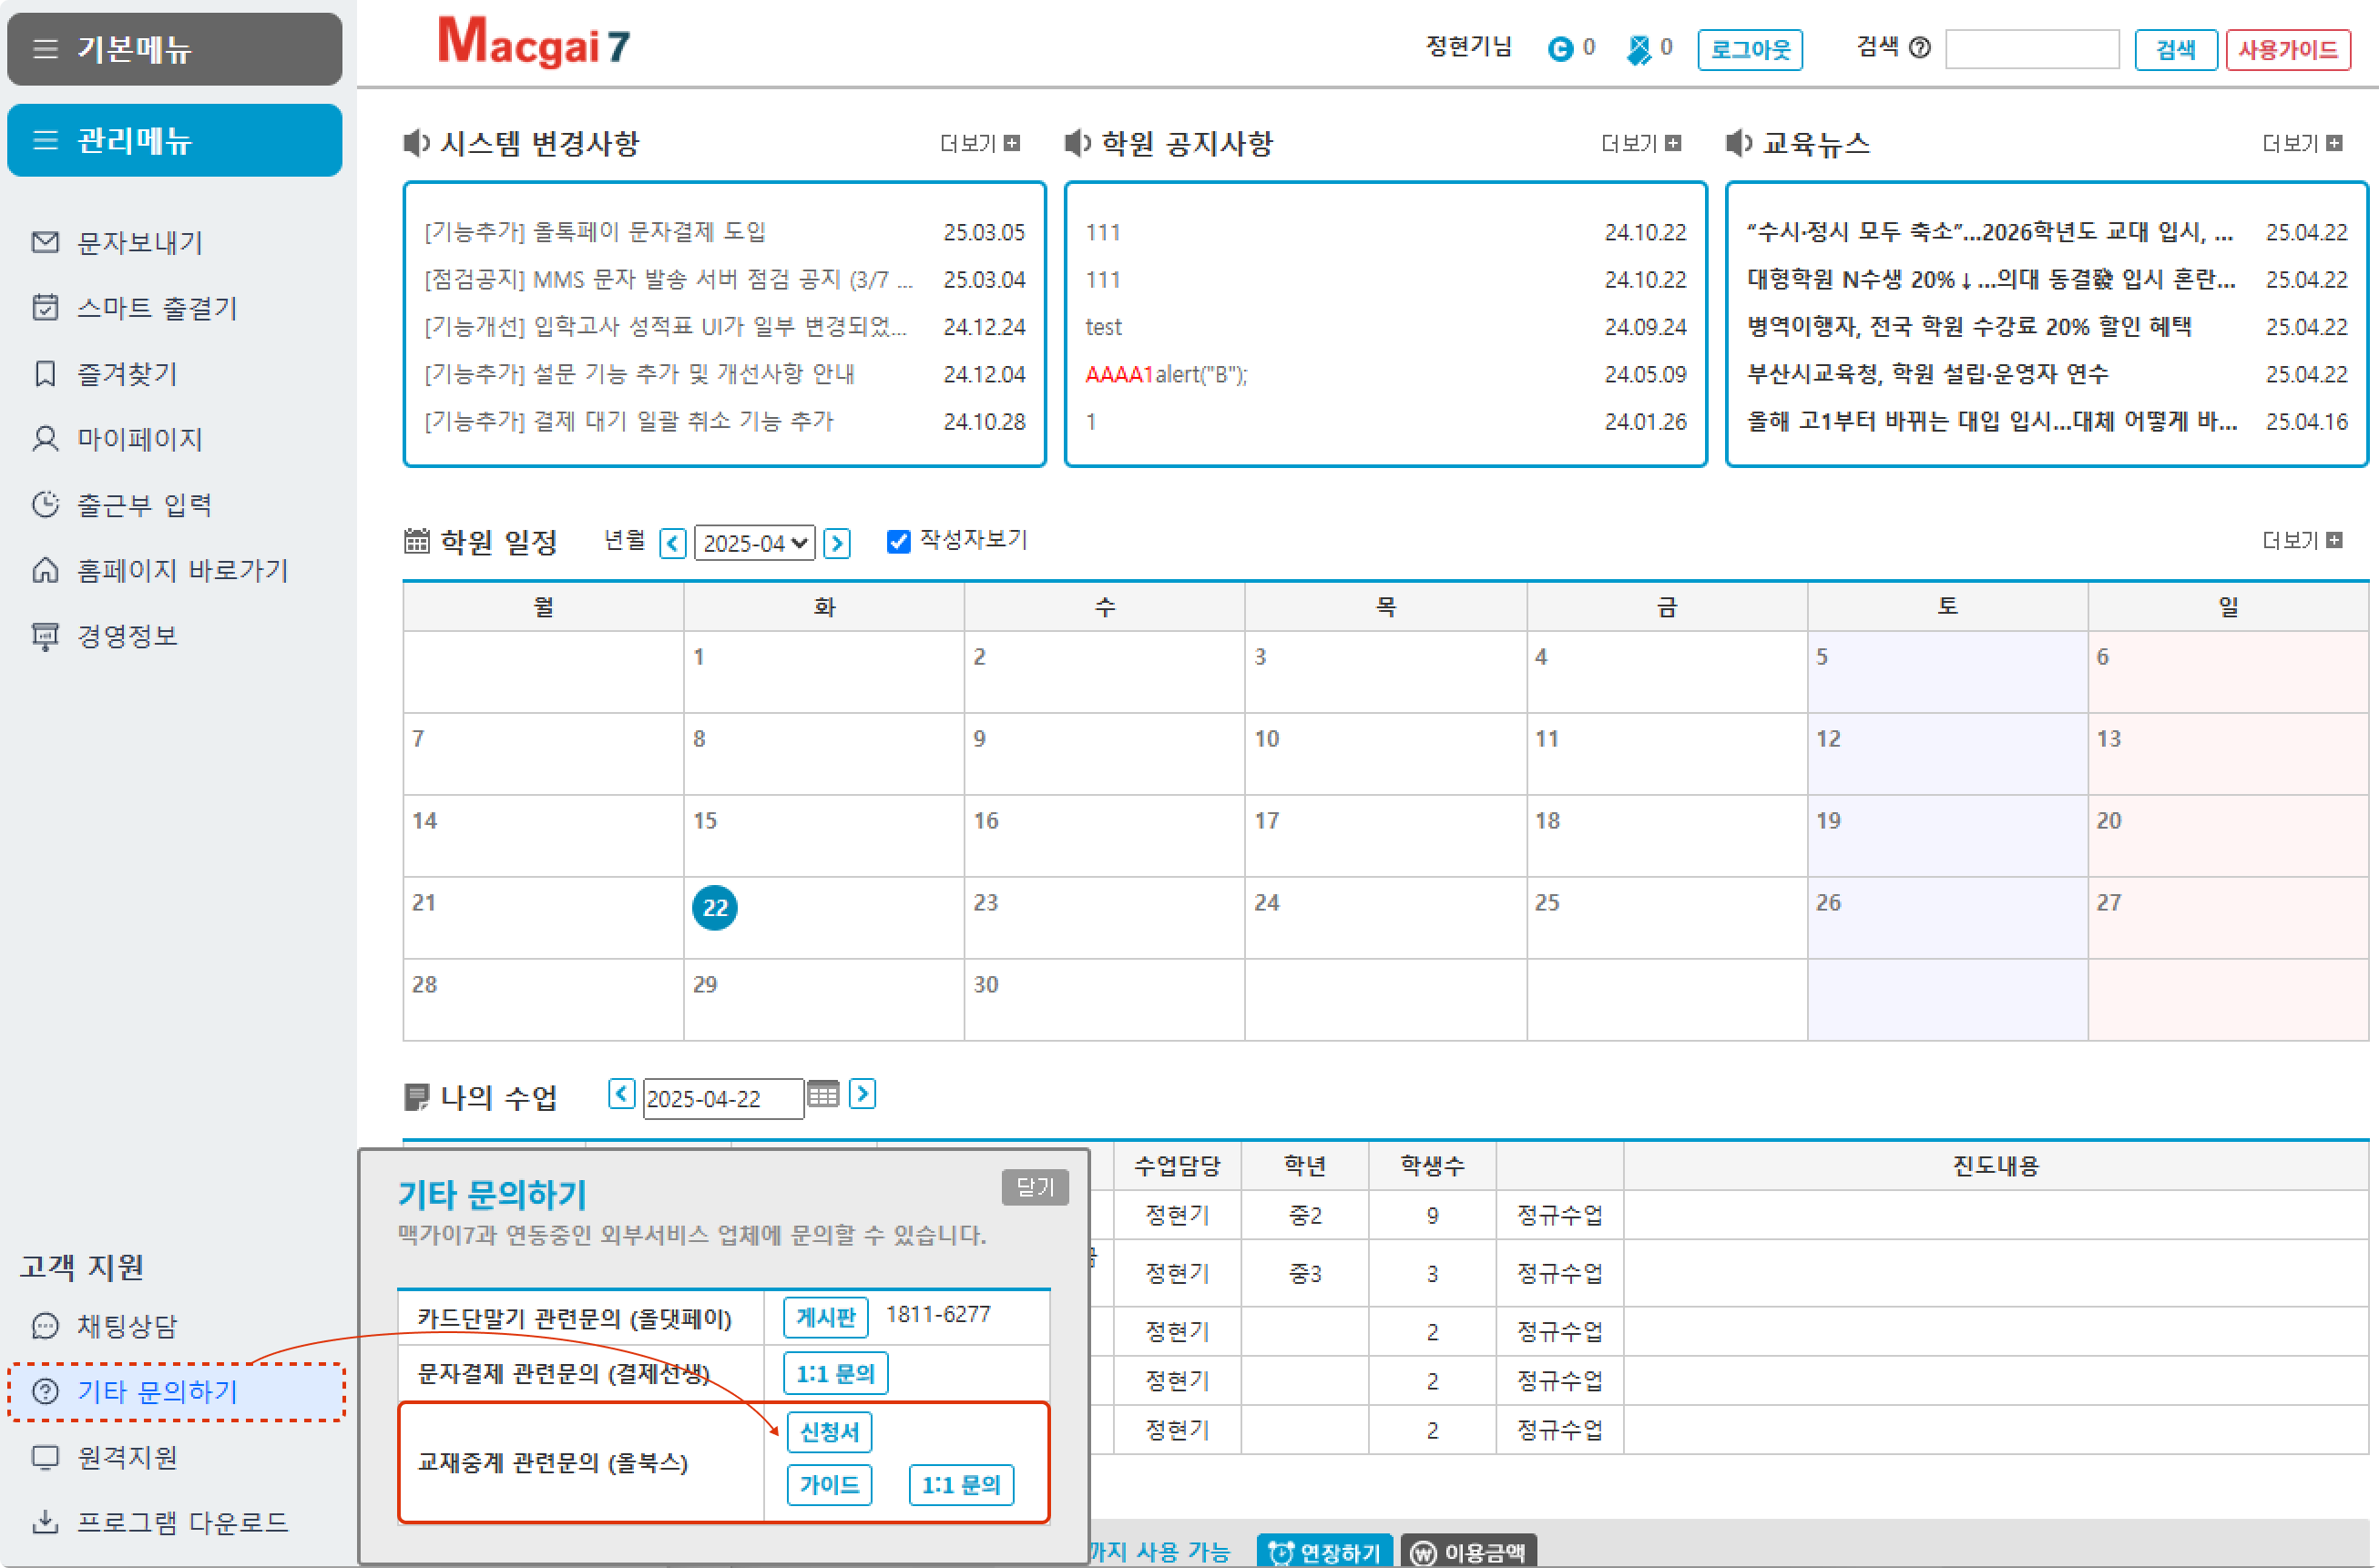 기본메뉴
관리메뉴
문자보내기
스마트 출결기
즐겨찾기
마이페이지
출근부 입력
홈페이지 바로가기
경영정보
고객 지원
채팅상담
기타 문의하기
원격지원
프로그램 다운로드
Macgai 7
정현기님 0 0 로그아웃 검색 검색 사용가이드
시스템 변경사항 더보기
[기능추가] 올톡페이 문자결제 도입 25.03.05
[점검공지] MMS 문자 발송 서버 점검 공지 (3/7 ... 25.03.04
[기능개선] 입학고사 성적표 UI가 일부 변경되었... 24.12.24
[기능추가] 설문 기능 추가 및 개선사항 안내 24.12.04
[기능추가] 결제 대기 일괄 취소 기능 추가 24.10.28
학원 공지사항 더보기
111 24.10.22
111 24.10.22
test 24.09.24
AAAA1alert("B"); 24.05.09
1 24.01.26
교육뉴스 더보기
“수시·정시 모두 축소”...2026학년도 교대 입시, ... 25.04.22
대형학원 N수생 20%↓...의대 동결發 입시 혼란... 25.04.22
병역이행자, 전국 학원 수강료 20% 할인 혜택 25.04.22
부산시교육청, 학원 설립·운영자 연수 25.04.22
올해 고1부터 바뀌는 대입 입시...대체 어떻게 바... 25.04.16
학원 일정 년월 2025-04 작성자보기 더보기
월 화 수 목 금 토 일
1 2 3 4 5 6
7 8 9 10 11 12 13
14 15 16 17 18 19 20
21 22 23 24 25 26 27
28 29 30
나의 수업 2025-04-22
수업담당 학년 학생수 진도내용
정현기 중2 9 정규수업
정현기 중3 3 정규수업
정현기 2 정규수업
정현기 2 정규수업
정현기 2 정규수업
기타 문의하기 닫기
맥가이7과 연동중인 외부서비스 업체에 문의할 수 있습니다.
카드단말기 관련문의 (올댓페이) 게시판 1811-6277
문자결제 관련문의 (결제선생) 1:1 문의
교재중계 관련문의 (올북스) 신청서
가이드 1:1 문의
까지 사용 가능 연장하기 이용금액